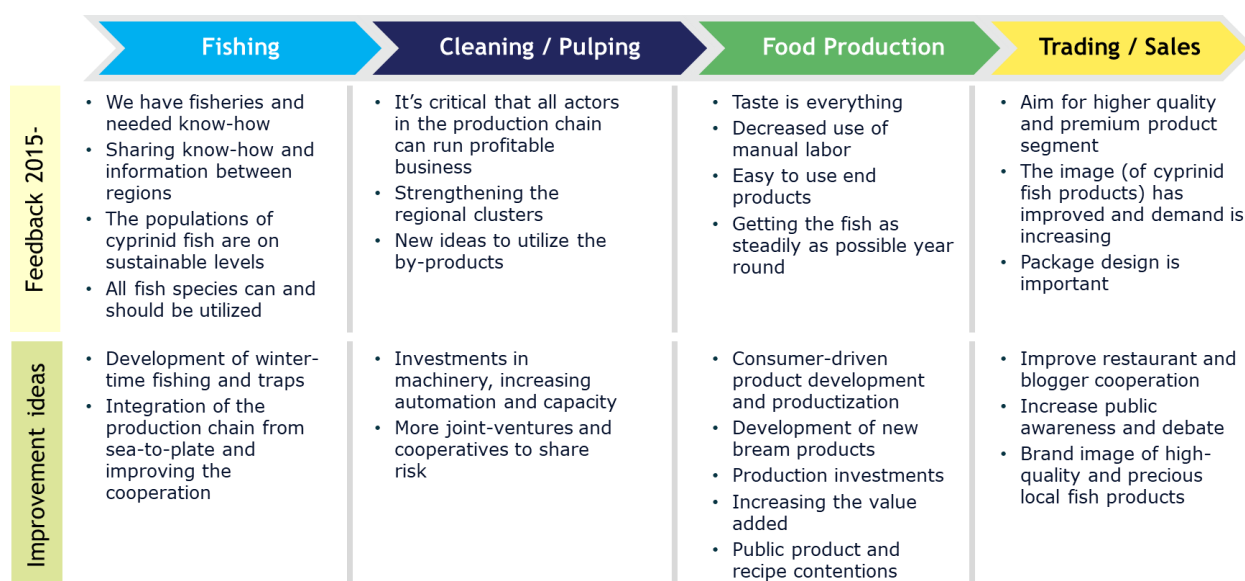 Fishing
Cleaning / Pulping
Food Production
Trading / Sales
Feedback 2015-
• We have fisheries and
needed know-how
• Sharing know-how and
information between
regions
• The populations of
cyprinid fish are on
sustainable levels
• All fish species can and
should be utilized
• It’s critical that all actors
in the production chain
can run profitable
business
• Strengthening the
regional clusters
• New ideas to utilize the
by-products
• Taste is everything
• Decreased use of
manual labor
• Easy to use end
products
• Getting the fish as
steadily as possible year
round
• Aim for higher quality
and premium product
segment
• The image (of cyprinid
fish products) has
improved and demand is
increasing
• Package design is
important
Improvement ideas
• Development of winter-
time fishing and traps
• Integration of the
production chain from
sea-to-plate and
improving the
cooperation
• Investments in
machinery, increasing
automation and capacity
• More joint-ventures and
cooperatives to share
risk
• Consumer-driven
product development
and productization
• Development of new
bream products
• Production investments
• Increasing the value
added
• Public product and
recipe contentions
• Improve restaurant and
blogger cooperation
• Increase public
awareness and debate
• Brand image of high-
quality and precious
local fish products